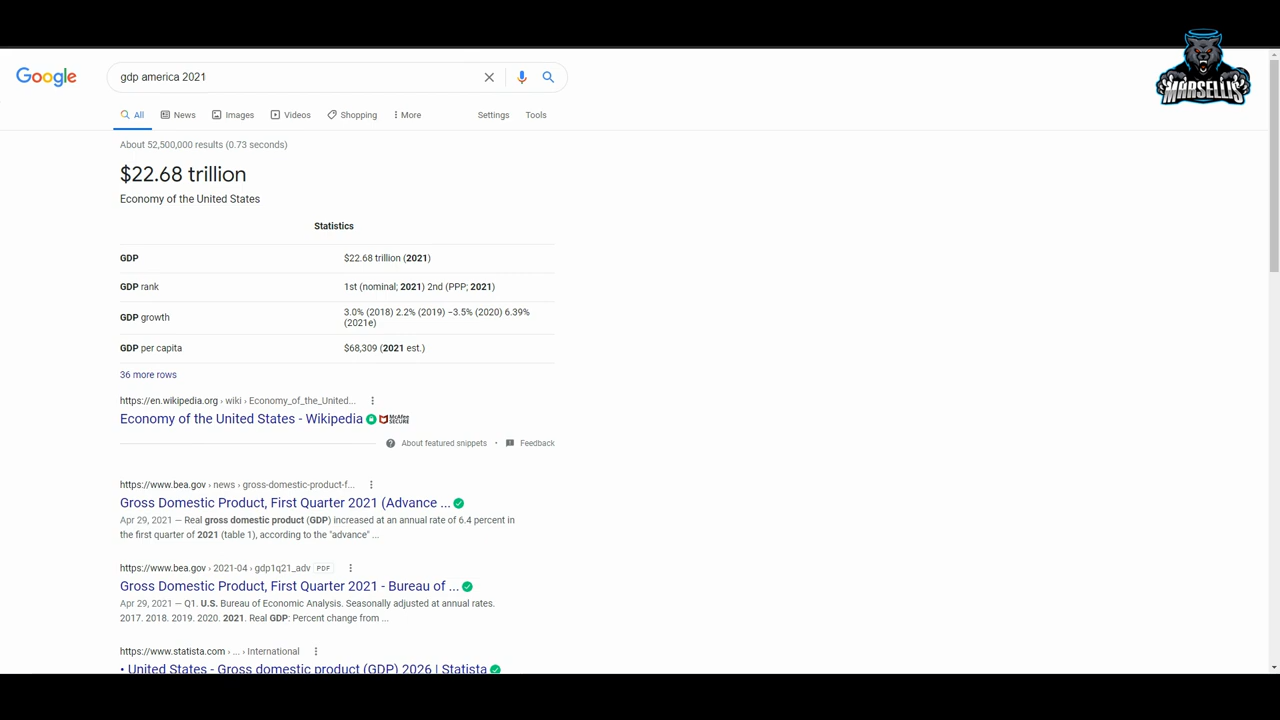 MARSELLIS
Google
gdp america 2021
All News Images Videos Shopping More Settings Tools
About 52,500,000 results (0.73 seconds)
$22.68 trillion
Economy of the United States
Statistics
GDP $22.68 trillion (2021)
GDP rank 1st (nominal; 2021) 2nd (PPP; 2021)
GDP growth 3.0% (2018) 2.2% (2019) −3.5% (2020) 6.39%
(2021e)
GDP per capita $68,309 (2021 est.)
36 more rows
https://en.wikipedia.org › wiki › Economy_of_the_United...
Economy of the United States - Wikipedia McAfee SECURE
About featured snippets • Feedback
https://www.bea.gov › news › gross-domestic-product-f...
Gross Domestic Product, First Quarter 2021 (Advance ...
Apr 29, 2021 — Real gross domestic product (GDP) increased at an annual rate of 6.4 percent in
the first quarter of 2021 (table 1), according to the "advance" ...
https://www.bea.gov › 2021-04 › gdp1q21_adv PDF
Gross Domestic Product, First Quarter 2021 - Bureau of ...
Apr 29, 2021 — Q1. U.S. Bureau of Economic Analysis. Seasonally adjusted at annual rates.
2017. 2018. 2019. 2020. 2021. Real GDP: Percent change from ...
https://www.statista.com › ... › International
• United States - Gross domestic product (GDP) 2026 | Statista